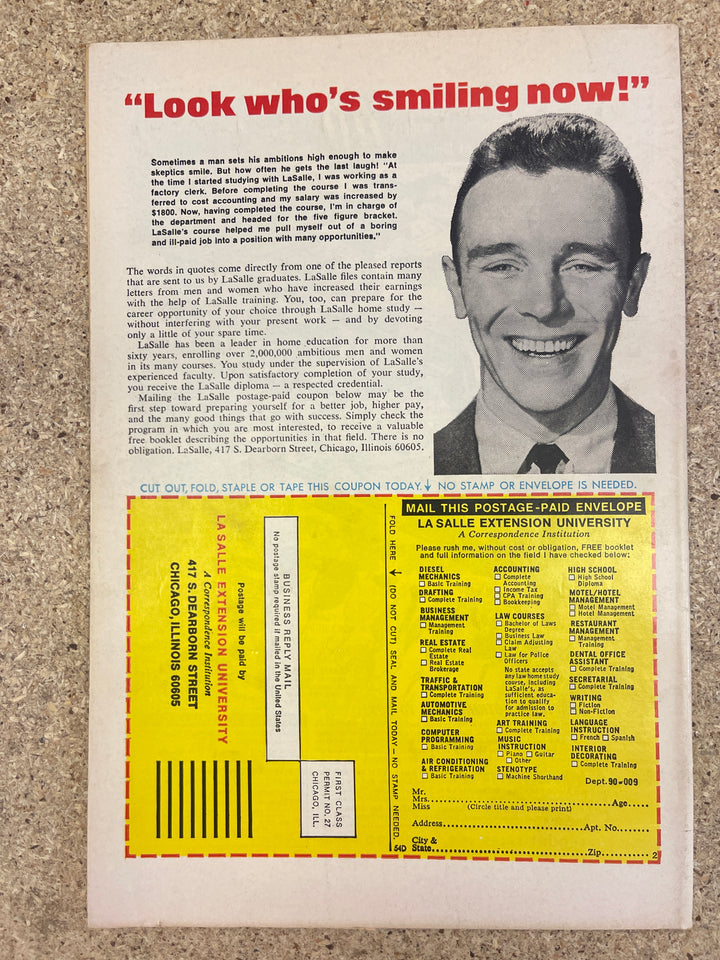 “Look who’s smiling now!”
Sometimes a man sets his ambitions high enough to make
skeptics smile. But how often he gets the last laugh! "At
the time I started studying with LaSalle, I was working as a
factory clerk. Before completing the course I was trans-
ferred to cost accounting and my salary was increased by
$1800. Now, having completed the course, I'm in charge of
the department and headed for the five figure bracket.
LaSalle's course helped me pull myself out of a boring
and ill-paid job into a position with many opportunities."
The words in quotes come directly from one of the pleased reports
that are sent to us by LaSalle graduates. LaSalle files contain many
letters from men and women who have increased their earnings
with the help of LaSalle training. You, too, can prepare for the
career opportunity of your choice through LaSalle home study —
without interfering with your present work — and by devoting
only a little of your spare time.
LaSalle has been a leader in home education for more than
sixty years, enrolling over 2,000,000 ambitious men and women
in its many courses. You study under the supervision of LaSalle's
experienced faculty. Upon satisfactory completion of your study,
you receive the LaSalle diploma — a respected credential.
Mailing the LaSalle postage-paid coupon below may be the
first step toward preparing yourself for a better job, higher pay,
and the many good things that go with success. Simply check the
program in which you are most interested, to receive a valuable
free booklet describing the opportunities in that field. There is no
obligation. LaSalle, 417 S. Dearborn Street, Chicago, Illinois 60605.
CUT OUT, FOLD, STAPLE OR TAPE THIS COUPON TODAY ↓ NO STAMP OR ENVELOPE IS NEEDED.
FIRST CLASS
PERMIT NO. 27
CHICAGO, ILL.
BUSINESS REPLY MAIL
No postage stamp required if mailed in the United States
Postage will be paid by
LA SALLE EXTENSION UNIVERSITY
A Correspondence Institution
417 S. DEARBORN STREET
CHICAGO, ILLINOIS 60605
FOLD HERE → (DO NOT CUT) SEAL AND MAIL TODAY — NO STAMP NEEDED.
54D
MAIL THIS POSTAGE-PAID ENVELOPE
LA SALLE EXTENSION UNIVERSITY
A Correspondence Institution
Please rush me, without cost or obligation, FREE booklet
and full information on the field I have checked below:
DIESEL
MECHANICS
☐ Basic Training
DRAFTING
☐ Complete Training
BUSINESS
MANAGEMENT
☐ Management
Training
REAL ESTATE
☐ Complete Real
Estate
☐ Real Estate
Brokerage
TRAFFIC &
TRANSPORTATION
☐ Complete Training
AUTOMOTIVE
MECHANICS
☐ Basic Training
COMPUTER
PROGRAMMING
☐ Basic Training
AIR CONDITIONING
& REFRIGERATION
☐ Basic Training
ACCOUNTING
☐ Complete
Accounting
☐ Income Tax
☐ CPA Training
☐ Bookkeeping
LAW COURSES
☐ Bachelor of Laws
Degree
☐ Business Law
☐ Claim Adjusting
Law
☐ Law for Police
Officers
No state accepts
any law home study
course, including
LaSalle's, as
sufficient educa-
tion to qualify
for admission to
practice law.
ART TRAINING
☐ Complete Training
MUSIC
INSTRUCTION
☐ Piano ☐ Guitar
☐ Other
STENOTYPE
☐ Machine Shorthand
HIGH SCHOOL
☐ High School
Diploma
MOTEL/HOTEL
MANAGEMENT
☐ Motel Management
☐ Hotel Management
RESTAURANT
MANAGEMENT
☐ Management
Training
DENTAL OFFICE
ASSISTANT
☐ Complete Training
SECRETARIAL
☐ Complete Training
WRITING
☐ Fiction
☐ Non-Fiction
LANGUAGE
INSTRUCTION
☐ French ☐ Spanish
INTERIOR
DECORATING
☐ Complete Training
Dept. 90-009
Mr.
Mrs. Age
Miss (Circle title and please print)
Address Apt. No.
City &
State Zip 2